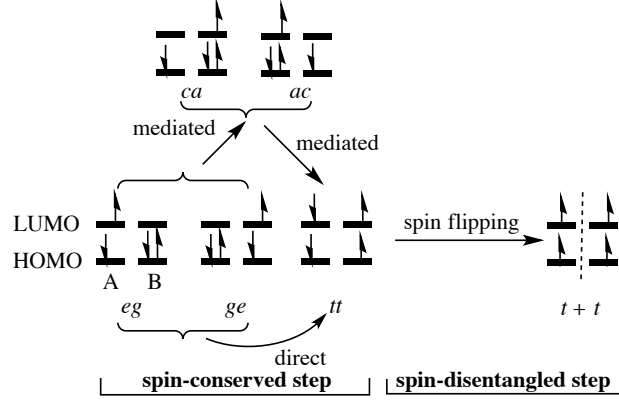 ca ac
mediated mediated
LUMO
spin flipping
HOMO
A B
eg ge tt t + t
direct
spin-conserved step spin-disentangled step